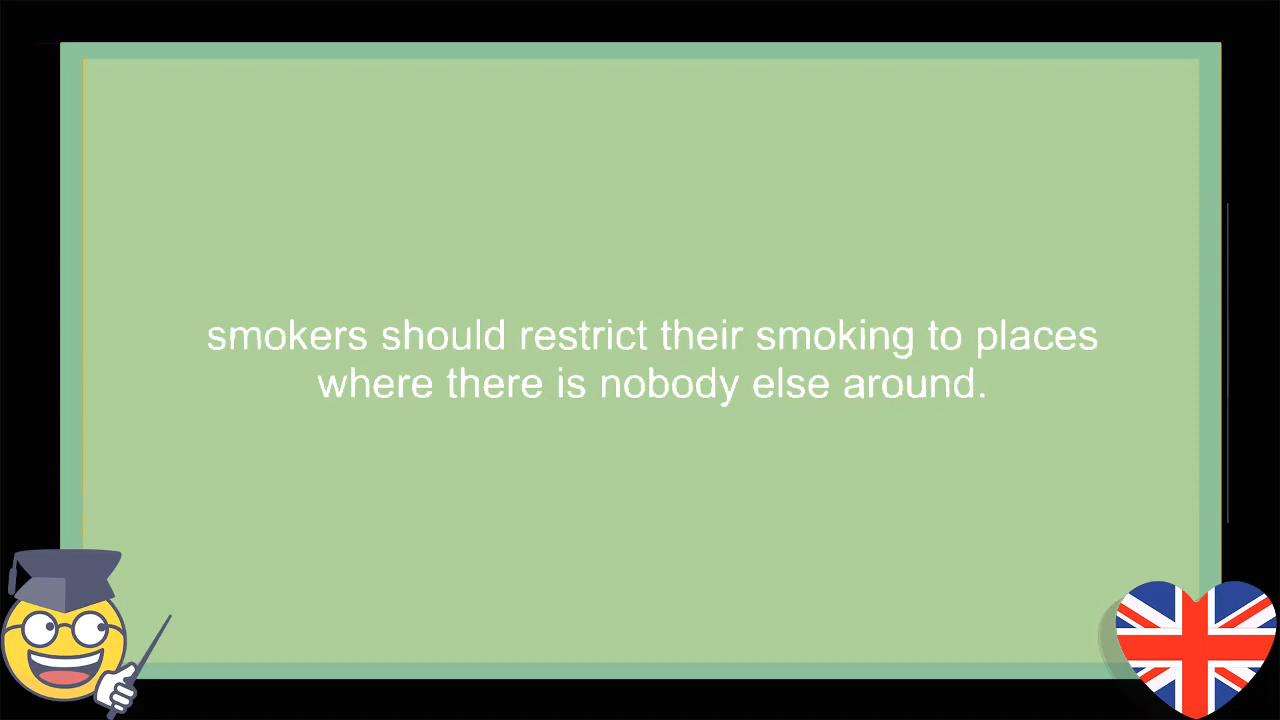 smokers should restrict their smoking to places
where there is nobody else around.